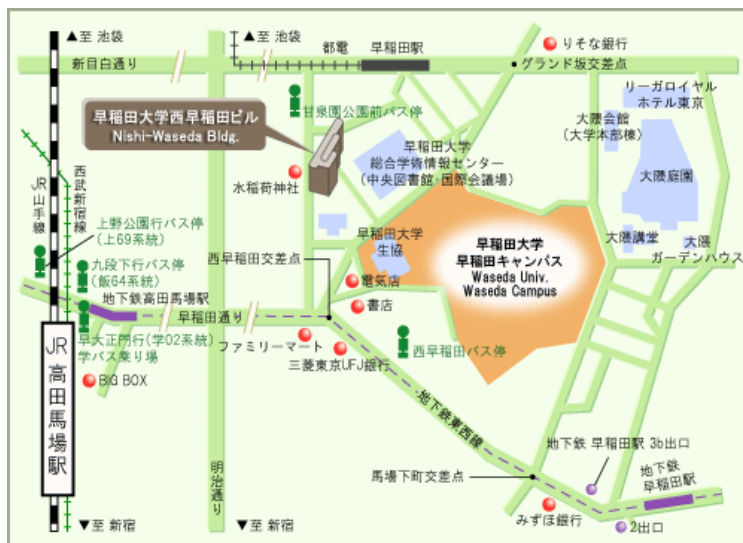 ▲至 池袋
▲至 池袋
都電 早稲田駅
りそな銀行
新目白通り
グランド坂交差点
リーガロイヤル
ホテル東京
甘泉園公園前バス停
早稲田大学西早稲田ビル
Nishi-Waseda Bldg.
大隈会館
(大学本部棟)
早稲田大学
総合学術情報センター
(中央図書館・国際会議場)
水稲荷神社
大隈庭園
JR山手線
西武新宿線
上野公園行バス停
(上69系統)
早稲田大学
生協
早稲田大学
早稲田キャンパス
Waseda Univ.
Waseda Campus
大隈講堂
大隈
ガーデンハウス
西早稲田交差点
九段下行バス停
(飯64系統)
電気店
地下鉄高田馬場駅
書店
早稲田通り
早大正門行(学02系統)
学バス乗り場
ファミリーマート
西早稲田バス停
三菱東京UFJ銀行
JR高田馬場駅
BIG BOX
地下鉄東西線
地下鉄 早稲田駅 3b出口
馬場下町交差点
地下鉄
早稲田駅
明治通り
みずほ銀行
2出口
▼至 新宿
▼至 新宿